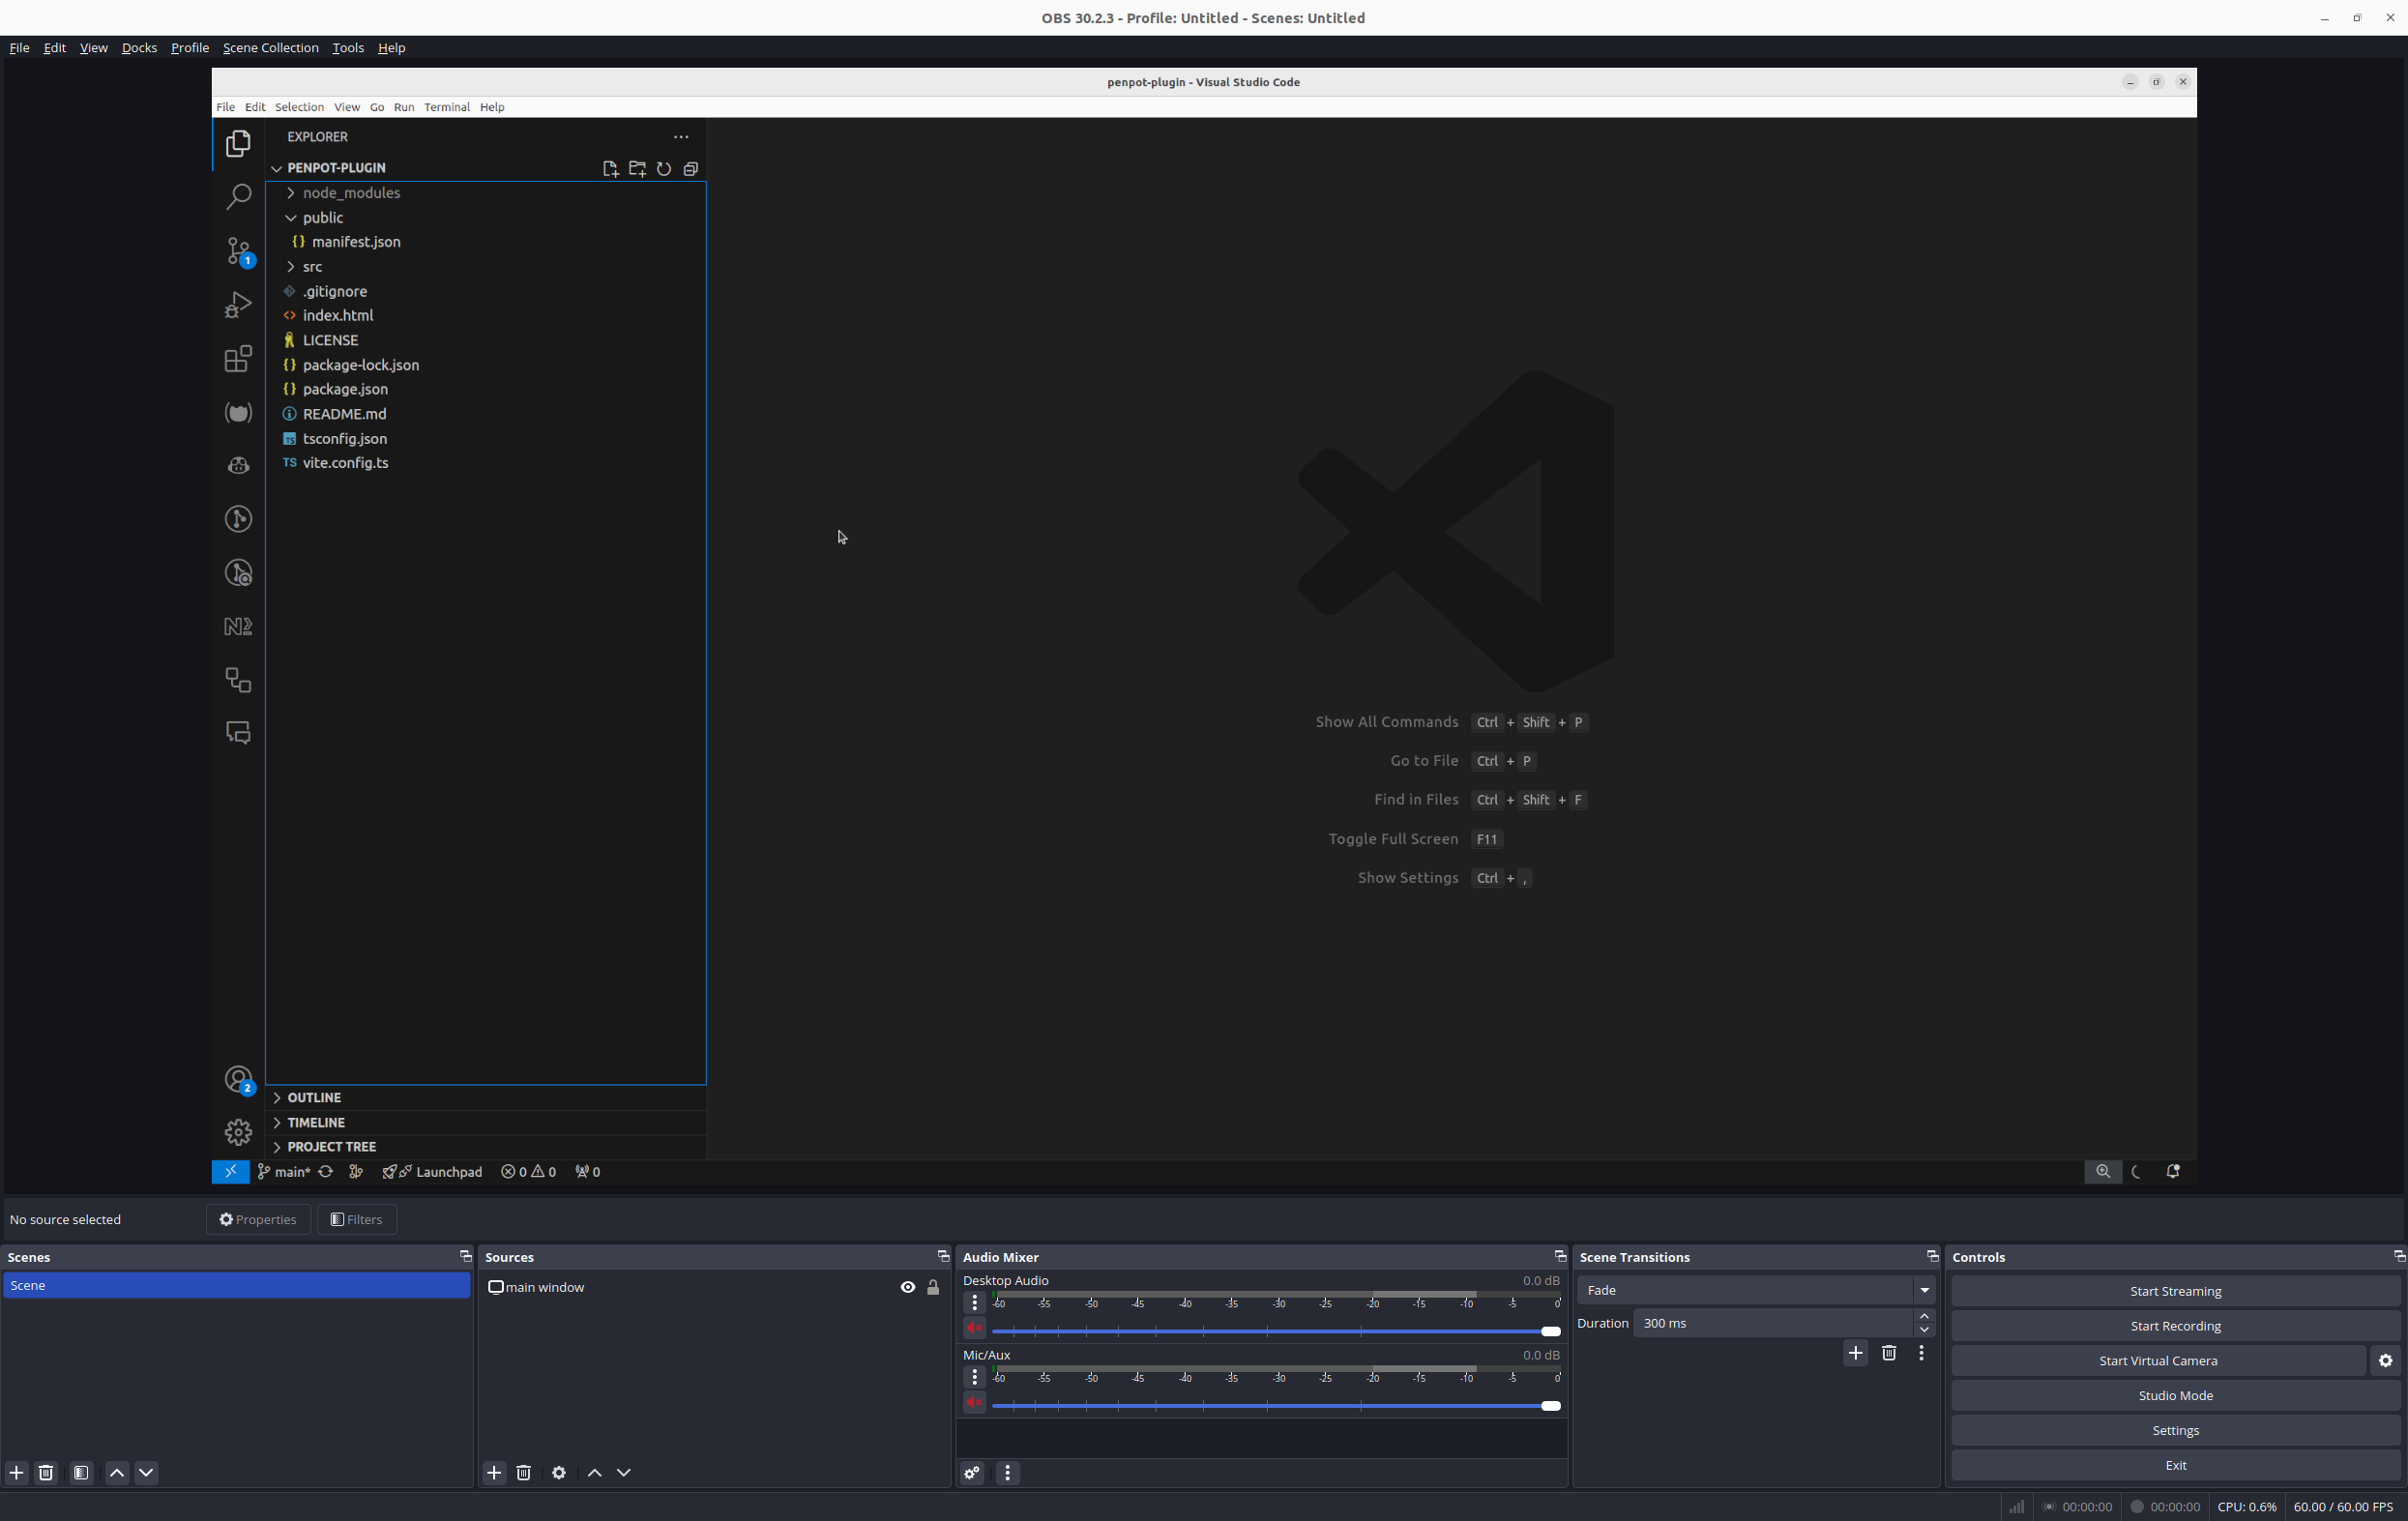 OBS 30.2.3 - Profile: Untitled - Scenes: Untitled
File Edit View Docks Profile Scene Collection Tools Help
penpot-plugin - Visual Studio Code
File Edit Selection View Go Run Terminal Help
EXPLORER
PENPOT-PLUGIN
node_modules
public
{} manifest.json
src
1
.gitignore
<> index.html
LICENSE
{} package-lock.json
{} package.json
README.md
TS tsconfig.json
TS vite.config.ts
Show All Commands Ctrl + Shift + P
Go to File Ctrl + P
Find in Files Ctrl + Shift + F
Toggle Full Screen F11
Show Settings Ctrl + ,
2
OUTLINE
TIMELINE
PROJECT TREE
main* Launchpad 0 0 0
No source selected Properties Filters
Scenes
Scene
Sources
main window
Audio Mixer
Desktop Audio 0.0 dB
-60 -55 -50 -45 -40 -35 -30 -25 -20 -15 -10 -5 0
Mic/Aux 0.0 dB
-60 -55 -50 -45 -40 -35 -30 -25 -20 -15 -10 -5 0
Scene Transitions
Fade
Duration 300 ms
Controls
Start Streaming
Start Recording
Start Virtual Camera
Studio Mode
Settings
Exit
00:00:00 00:00:00 CPU: 0.6% 60.00 / 60.00 FPS